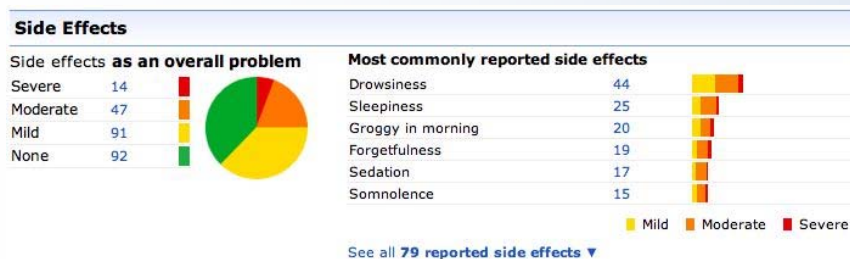 Side Effects
Side effects as an overall problem
Severe 14
Moderate 47
Mild 91
None 92
Most commonly reported side effects
Drowsiness 44
Sleepiness 25
Groggy in morning 20
Forgetfulness 19
Sedation 17
Somnolence 15
Mild Moderate Severe
See all 79 reported side effects ▼